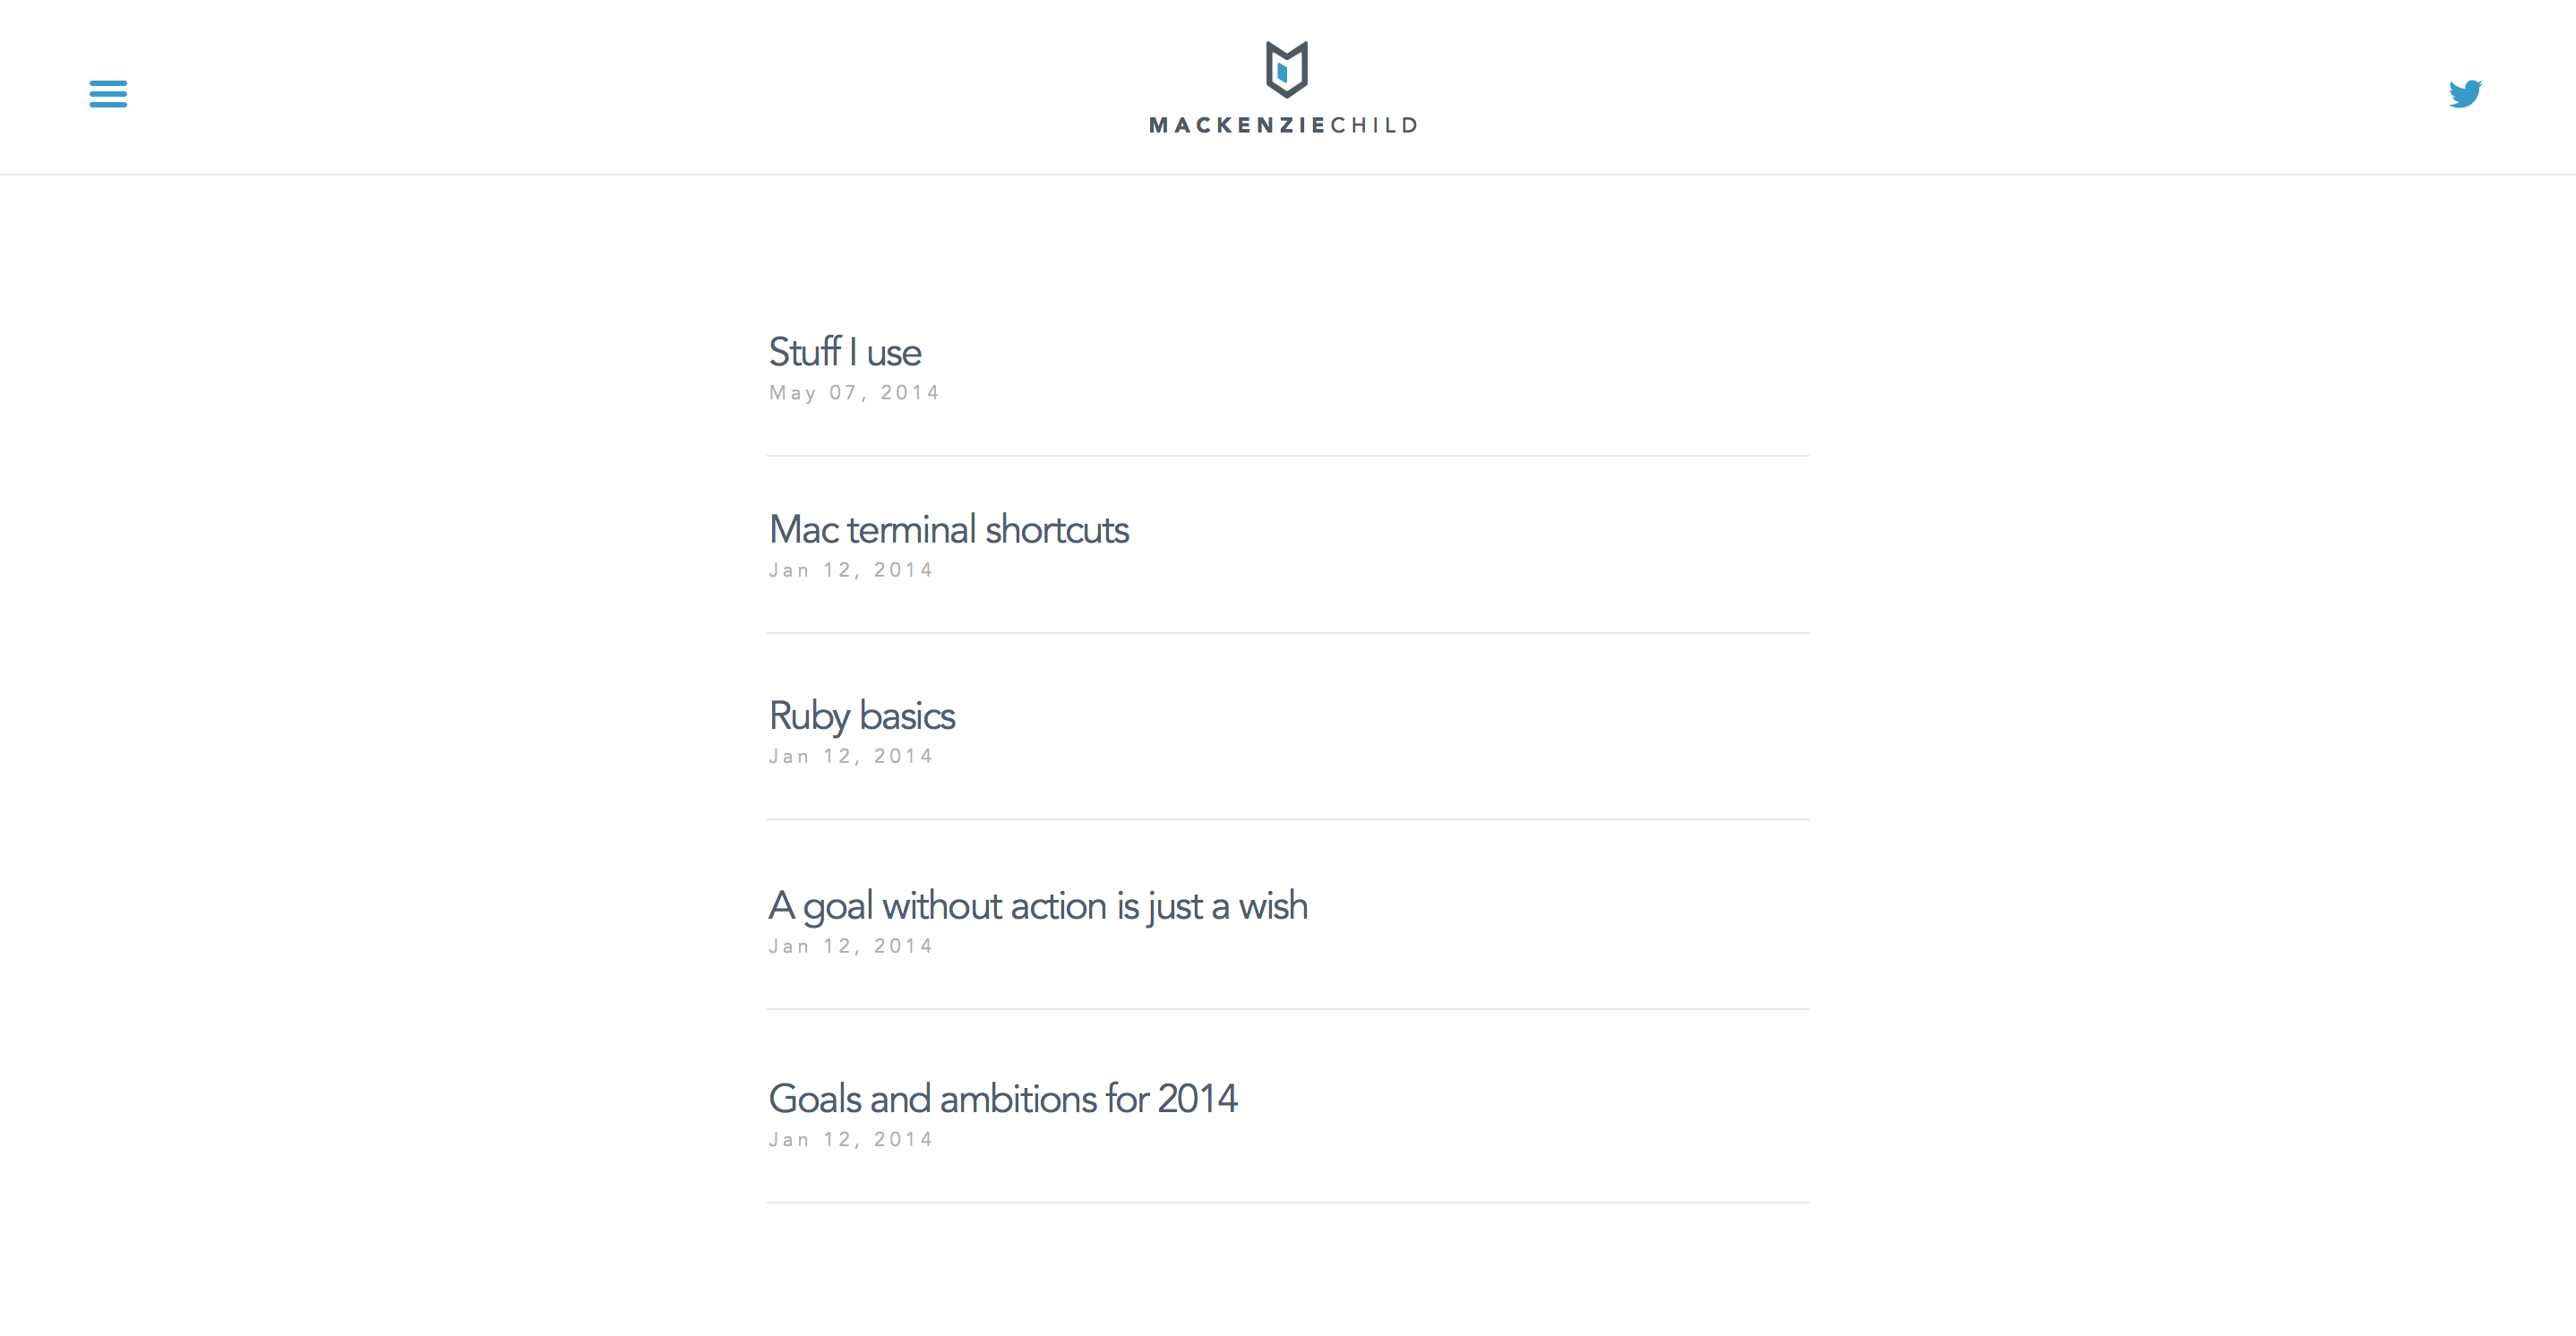 MACKENZIECHILD
Stuff I use
May 07, 2014
Mac terminal shortcuts
Jan 12, 2014
Ruby basics
Jan 12, 2014
A goal without action is just a wish
Jan 12, 2014
Goals and ambitions for 2014
Jan 12, 2014